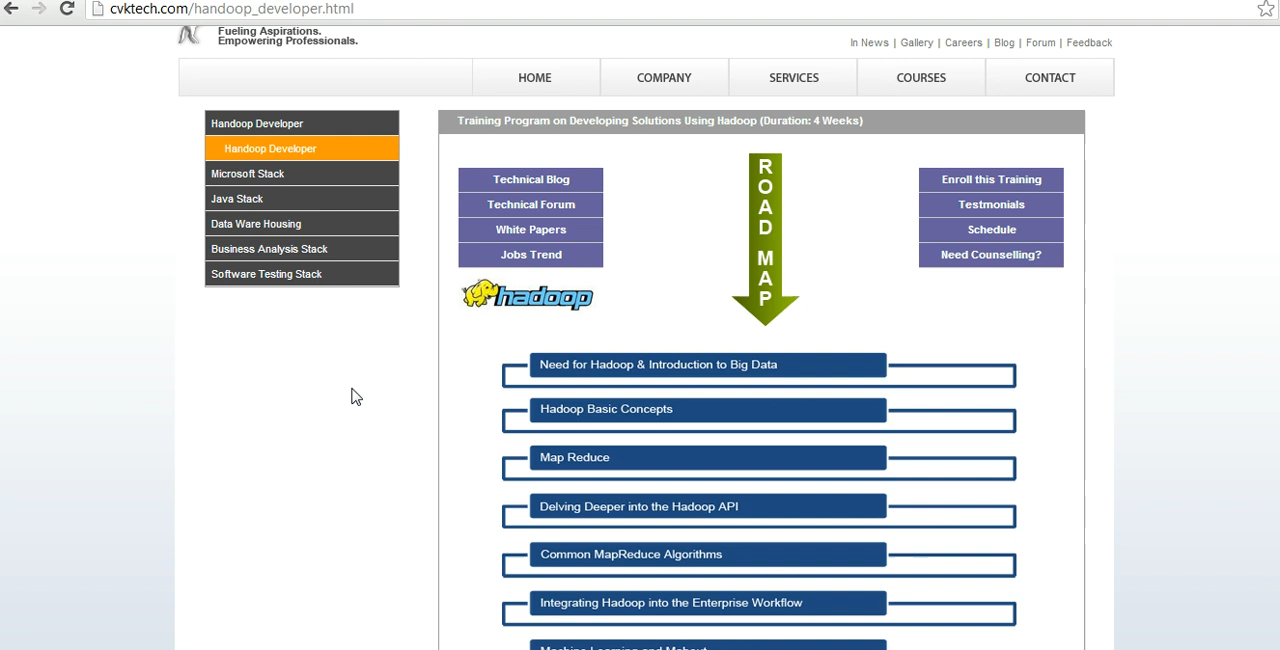 cvktech.com/handoop_developer.html
Fueling Aspirations.
Empowering Professionals.
In News | Gallery | Careers | Blog | Forum | Feedback
HOME
COMPANY
SERVICES
COURSES
CONTACT
Handoop Developer
Handoop Developer
Microsoft Stack
Java Stack
Data Ware Housing
Business Analysis Stack
Software Testing Stack
Training Program on Developing Solutions Using Hadoop (Duration: 4 Weeks)
Technical Blog
Technical Forum
White Papers
Jobs Trend
ROAD MAP
Enroll this Training
Testmonials
Schedule
Need Counselling?
hadoop
Need for Hadoop & Introduction to Big Data
Hadoop Basic Concepts
Map Reduce
Delving Deeper into the Hadoop API
Common MapReduce Algorithms
Integrating Hadoop into the Enterprise Workflow
Machine Learning and Mahout